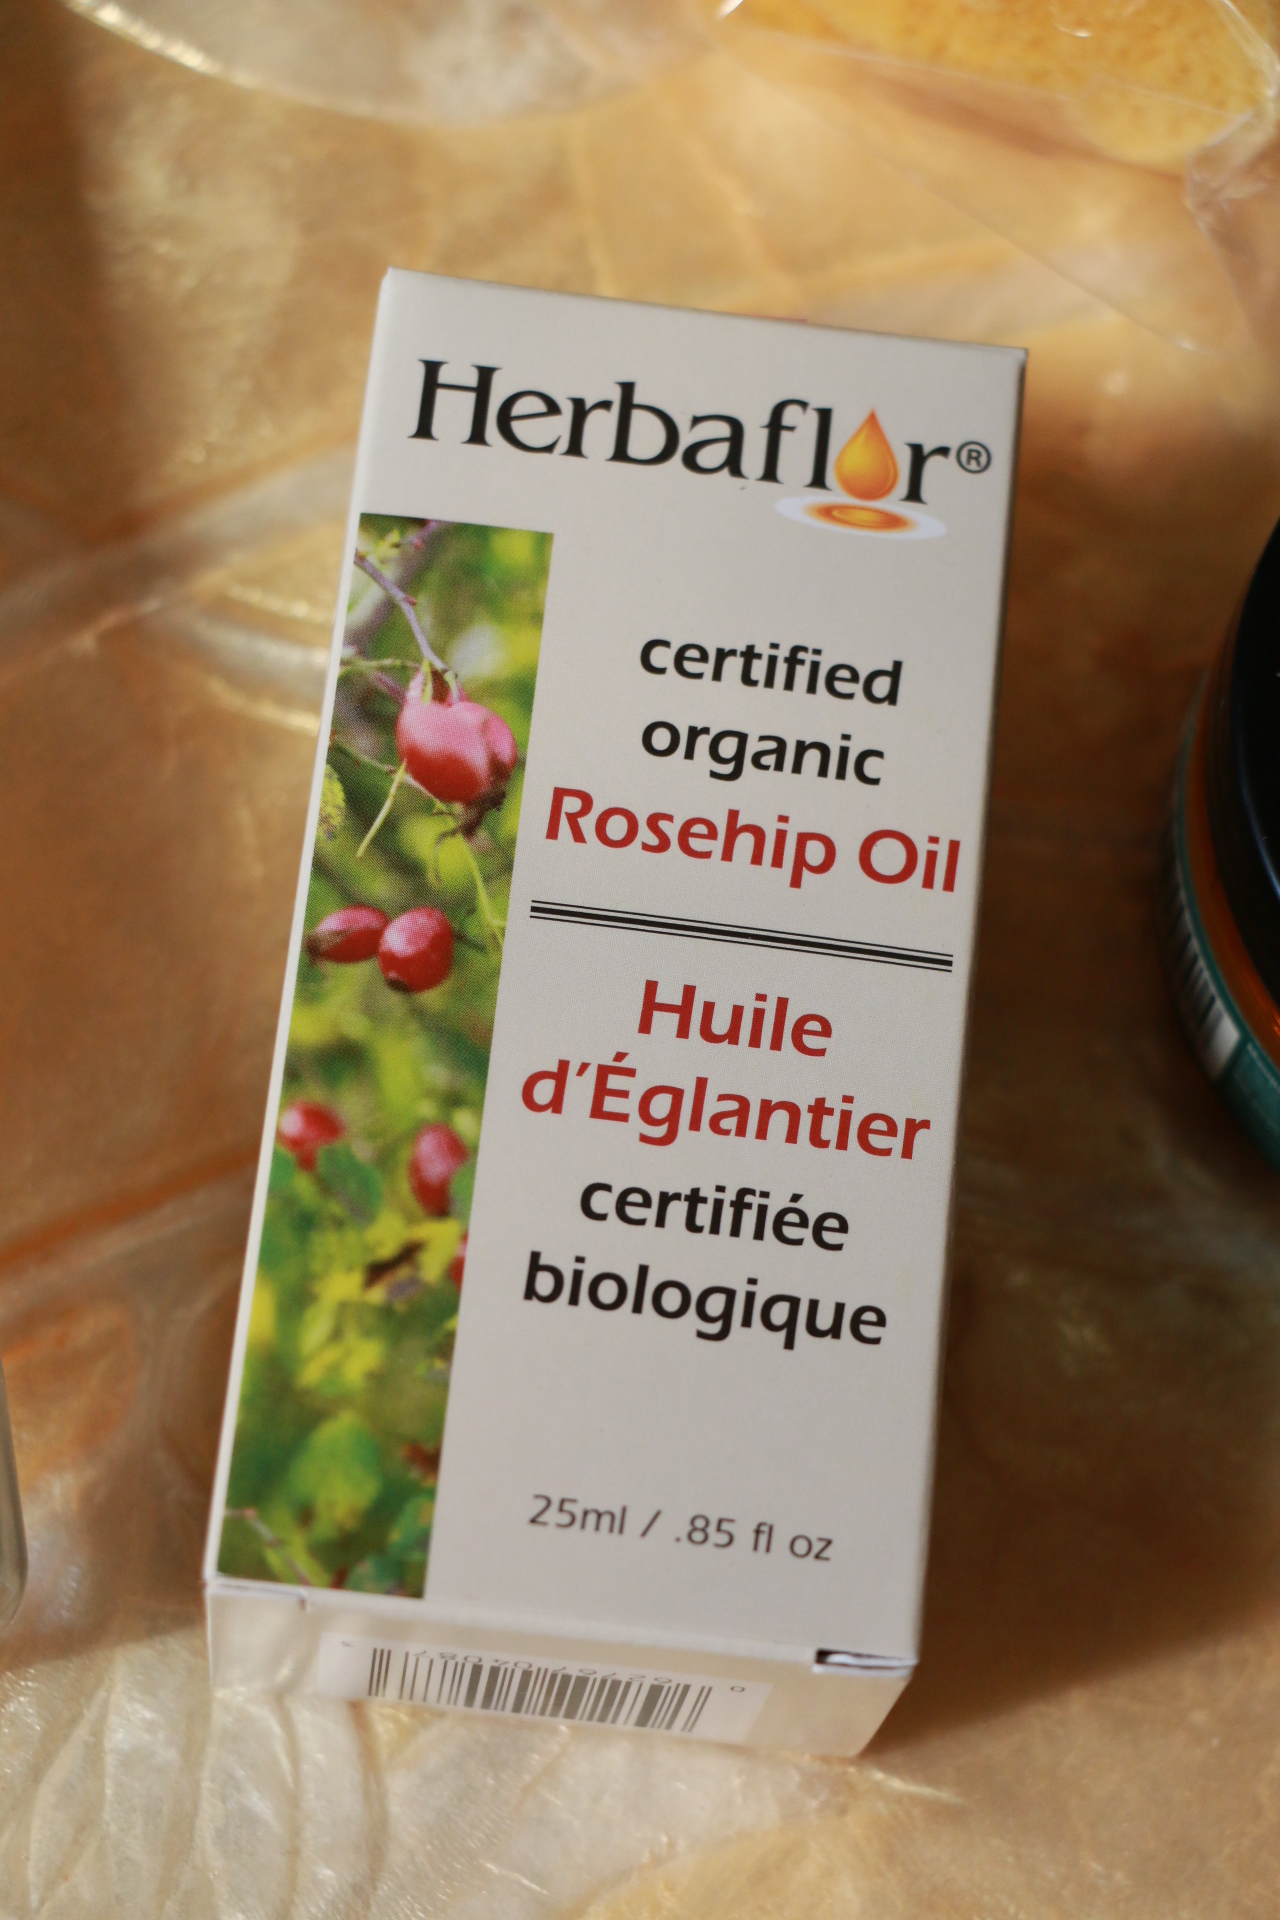 Herbaflor®
certified
organic
Rosehip Oil
Huile
d'Églantier
certifiée
biologique
25ml / .85 fl oz